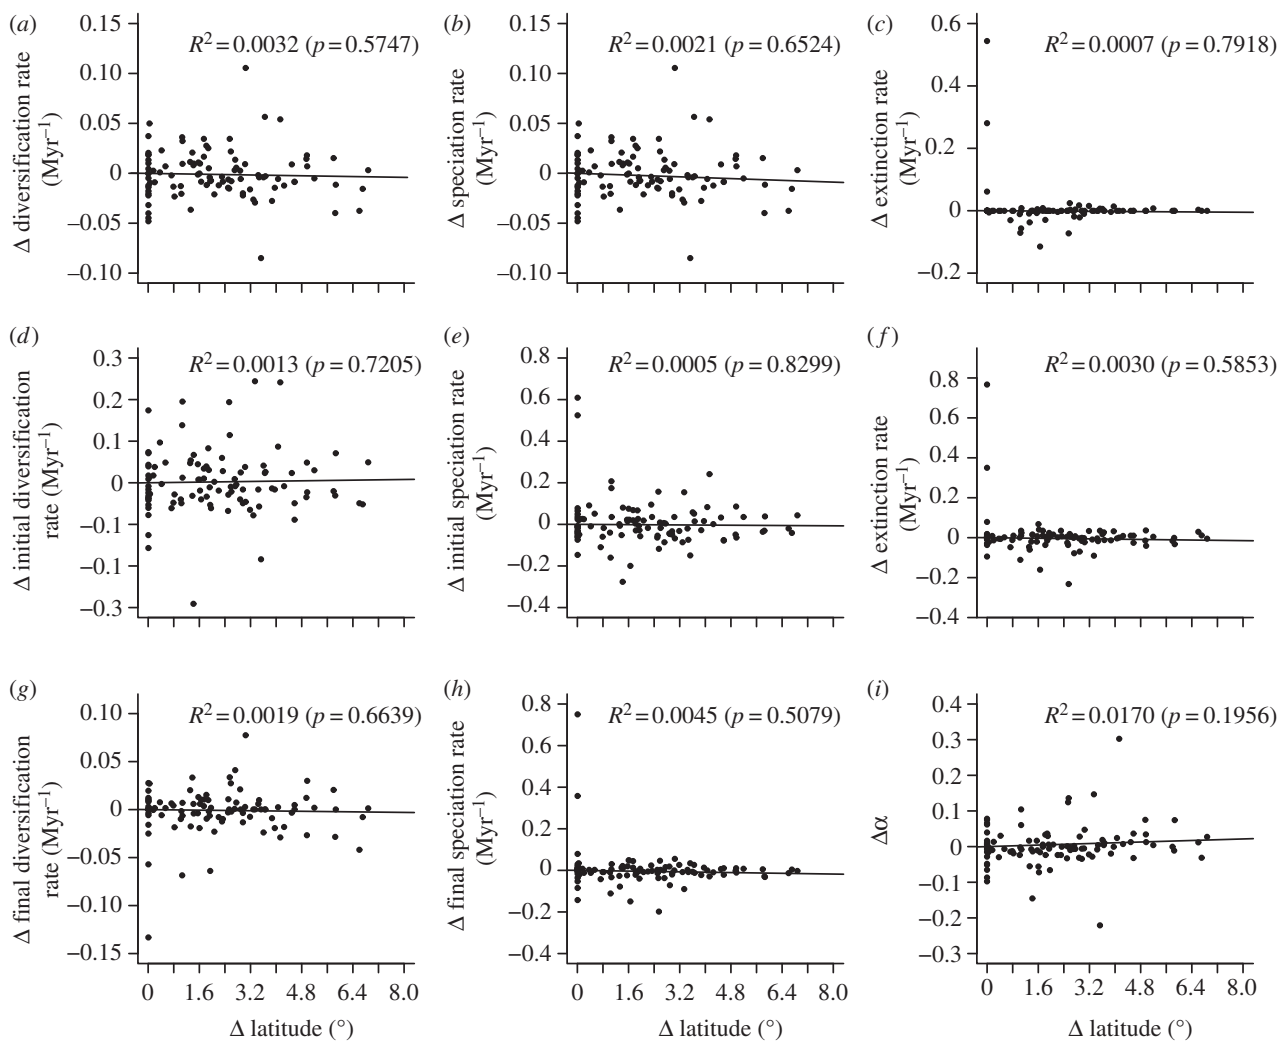 (a)
Δ diversification rate
(Myr⁻¹)
0.15
0.10
0.05
0
−0.05
−0.10
R² = 0.0032 (p = 0.5747)
(b)
Δ speciation rate
(Myr⁻¹)
0.15
0.10
0.05
0
−0.05
−0.10
R² = 0.0021 (p = 0.6524)
(c)
Δ extinction rate
(Myr⁻¹)
0.6
0.4
0.2
0
−0.2
R² = 0.0007 (p = 0.7918)
(d)
Δ initial diversification
rate (Myr⁻¹)
0.3
0.2
0.1
0
−0.1
−0.1
−0.3
R² = 0.0013 (p = 0.7205)
(e)
Δ initial speciation rate
(Myr⁻¹)
0.8
0.6
0.4
0.2
0
−0.2
−0.4
R² = 0.0005 (p = 0.8299)
(f)
Δ extinction rate
(Myr⁻¹)
0.8
0.6
0.4
0.2
0
−0.2
−0.4
R² = 0.0030 (p = 0.5853)
(g)
Δ final diversification
rate (Myr⁻¹)
0.10
0.05
0
−0.05
−0.10
−0.15
R² = 0.0019 (p = 0.6639)
0 1.6 3.2 4.8 6.4 8.0
Δ latitude (°)
(h)
Δ final speciation rate
(Myr⁻¹)
0.8
0.6
0.4
0.2
0
−0.2
−0.4
R² = 0.0045 (p = 0.5079)
0 1.6 3.2 4.8 6.4 8.0
Δ latitude (°)
(i)
Δα
0.4
0.3
0.2
0.1
0
−0.1
−0.2
−0.3
R² = 0.0170 (p = 0.1956)
0 1.6 3.2 4.8 6.4 8.0
Δ latitude (°)